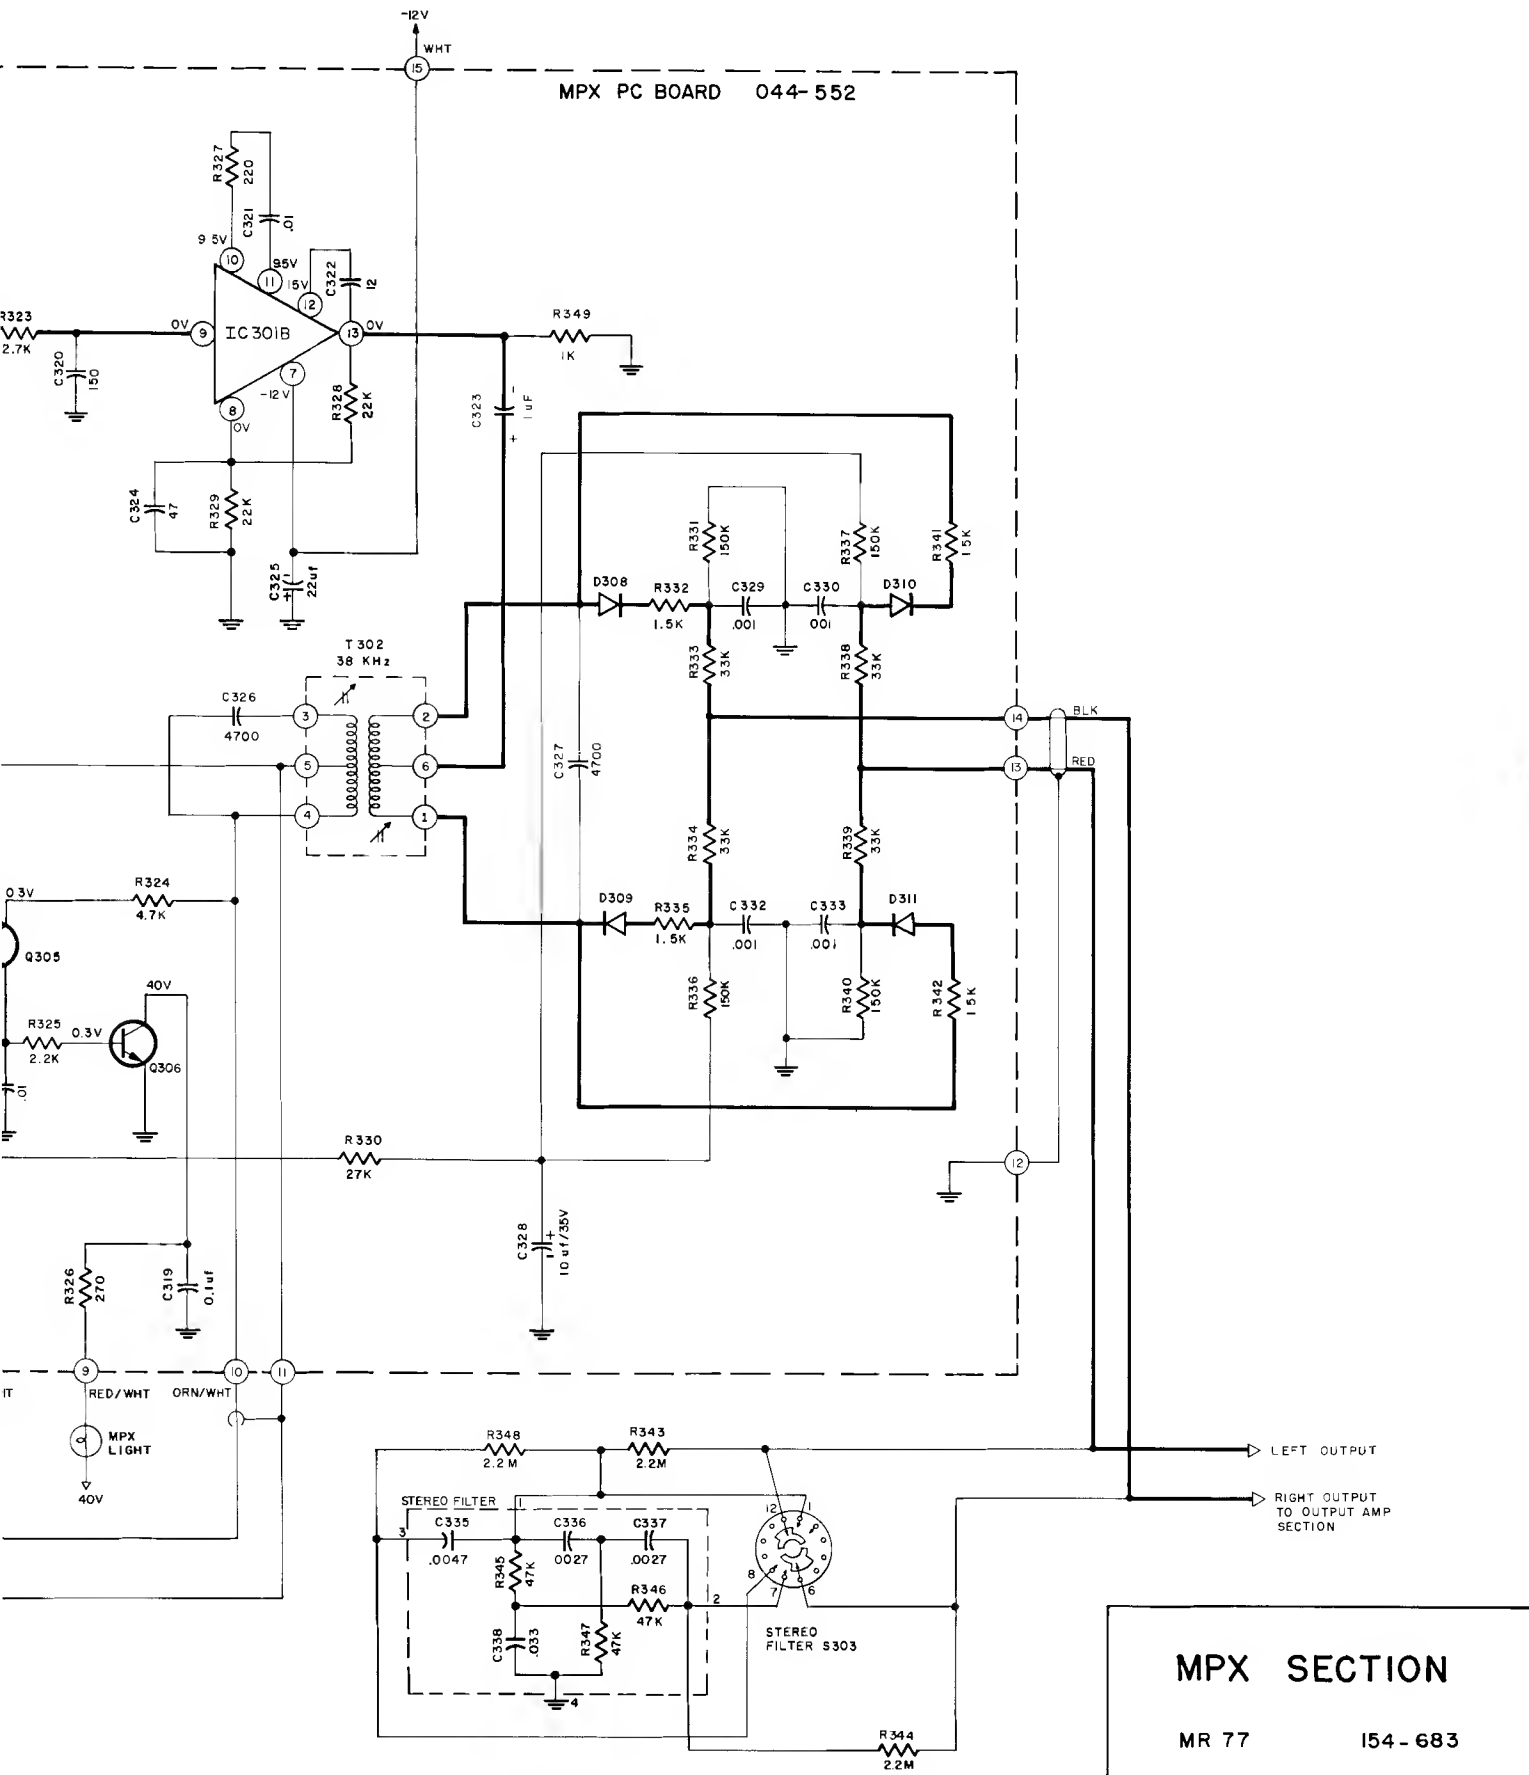 -12V
WHT
15
MPX PC BOARD 044-552
R327
220
C321
.01
9 5V
10
95V
11
15V
12
C322
12
R323
2.7K
C320
150
0V
9
IC301B
13
0V
R349
1K
7
-12V
8
0V
R328
22K
C323
-
1uF
+
C324
47
R329
22K
C325
-
+
22uf
R331
150K
R337
150K
R341
15K
D308
R332
1.5K
C329
.001
C330
001
D310
T302
38 KHz
R333
33K
R338
33K
C326
4700
3
2
14
BLK
5
6
C327
4700
13
RED
4
1
R334
33K
R339
33K
03V
R324
4.7K
D309
R335
1.5K
C332
.001
C333
.001
D311
Q305
R336
150K
R340
150K
R342
15K
40V
R325
2.2K
0.3V
Q306
.01
R330
27K
12
C328
+
-
10uf/35V
R326
270
C319
0.1uf
9
10
11
RED/WHT
ORN/WHT
MPX
LIGHT
40V
R348
2.2M
R343
2.2M
LEFT OUTPUT
STEREO FILTER
1
12
1
RIGHT OUTPUT
TO OUTPUT AMP
SECTION
3
C335
.0047
C336
.0027
C337
.0027
R345
47K
R346
47K
2
8
7
6
C338
.033
R347
47K
STEREO
FILTER S303
4
R344
2.2M
MPX SECTION
MR 77 154-683